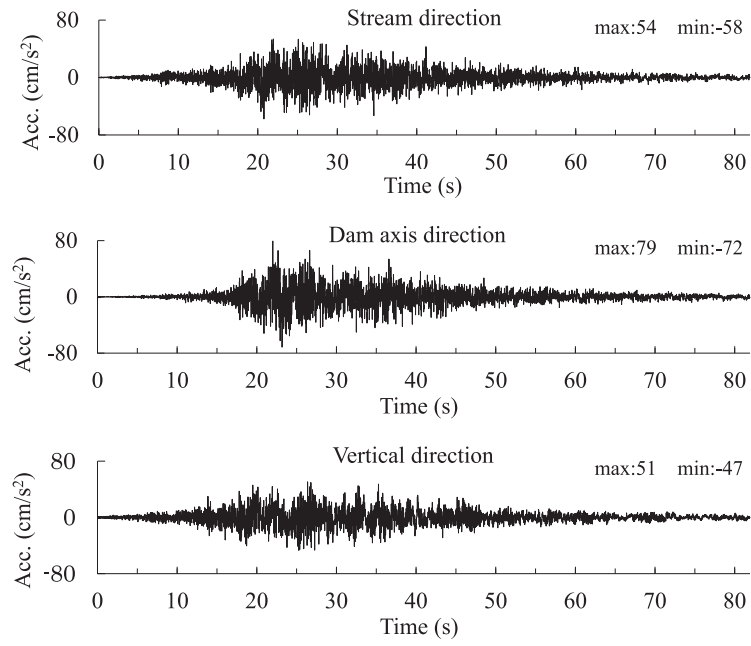 Stream direction
max:54 min:-58
80
0
-80
Acc. (cm/s²)
0 10 20 30 40 50 60 70 80
Time (s)
Dam axis direction
max:79 min:-72
80
0
-80
Acc. (cm/s²)
0 10 20 30 40 50 60 70 80
Time (s)
Vertical direction
max:51 min:-47
80
0
-80
Acc. (cm/s²)
0 10 20 30 40 50 60 70 80
Time (s)